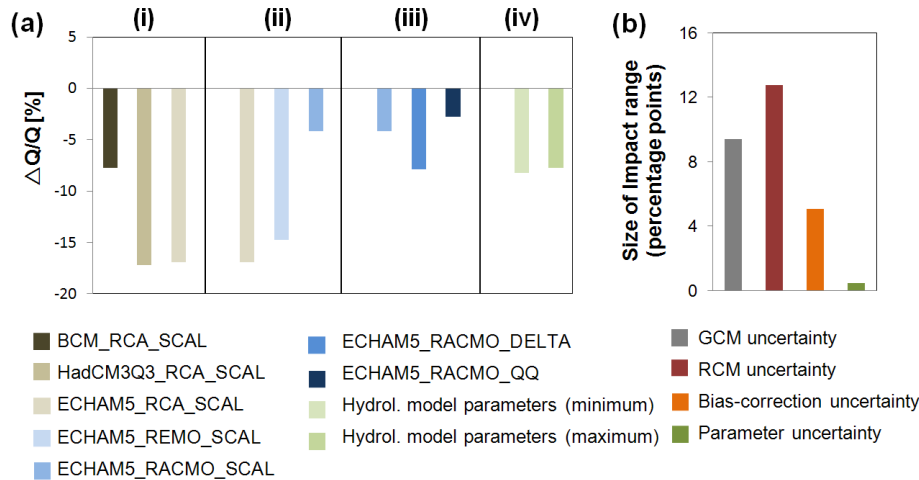 (a)
(i)
(ii)
(iii)
(iv)
(b)
△Q/Q [%]
5
0
-5
-10
-15
-20
Size of Impact range
(percentage points)
16
12
8
4
0
BCM_RCA_SCAL
HadCM3Q3_RCA_SCAL
ECHAM5_RCA_SCAL
ECHAM5_REMO_SCAL
ECHAM5_RACMO_SCAL
ECHAM5_RACMO_DELTA
ECHAM5_RACMO_QQ
Hydrol. model parameters (minimum)
Hydrol. model parameters (maximum)
GCM uncertainty
RCM uncertainty
Bias-correction uncertainty
Parameter uncertainty